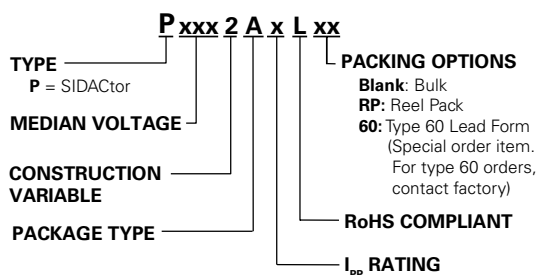 P xxx 2 A x L xx
TYPE
P = SIDACtor
MEDIAN VOLTAGE
CONSTRUCTION
VARIABLE
PACKAGE TYPE
PACKING OPTIONS
Blank: Bulk
RP: Reel Pack
60: Type 60 Lead Form
(Special order item.
For type 60 orders,
contact factory)
RoHS COMPLIANT
IPP RATING